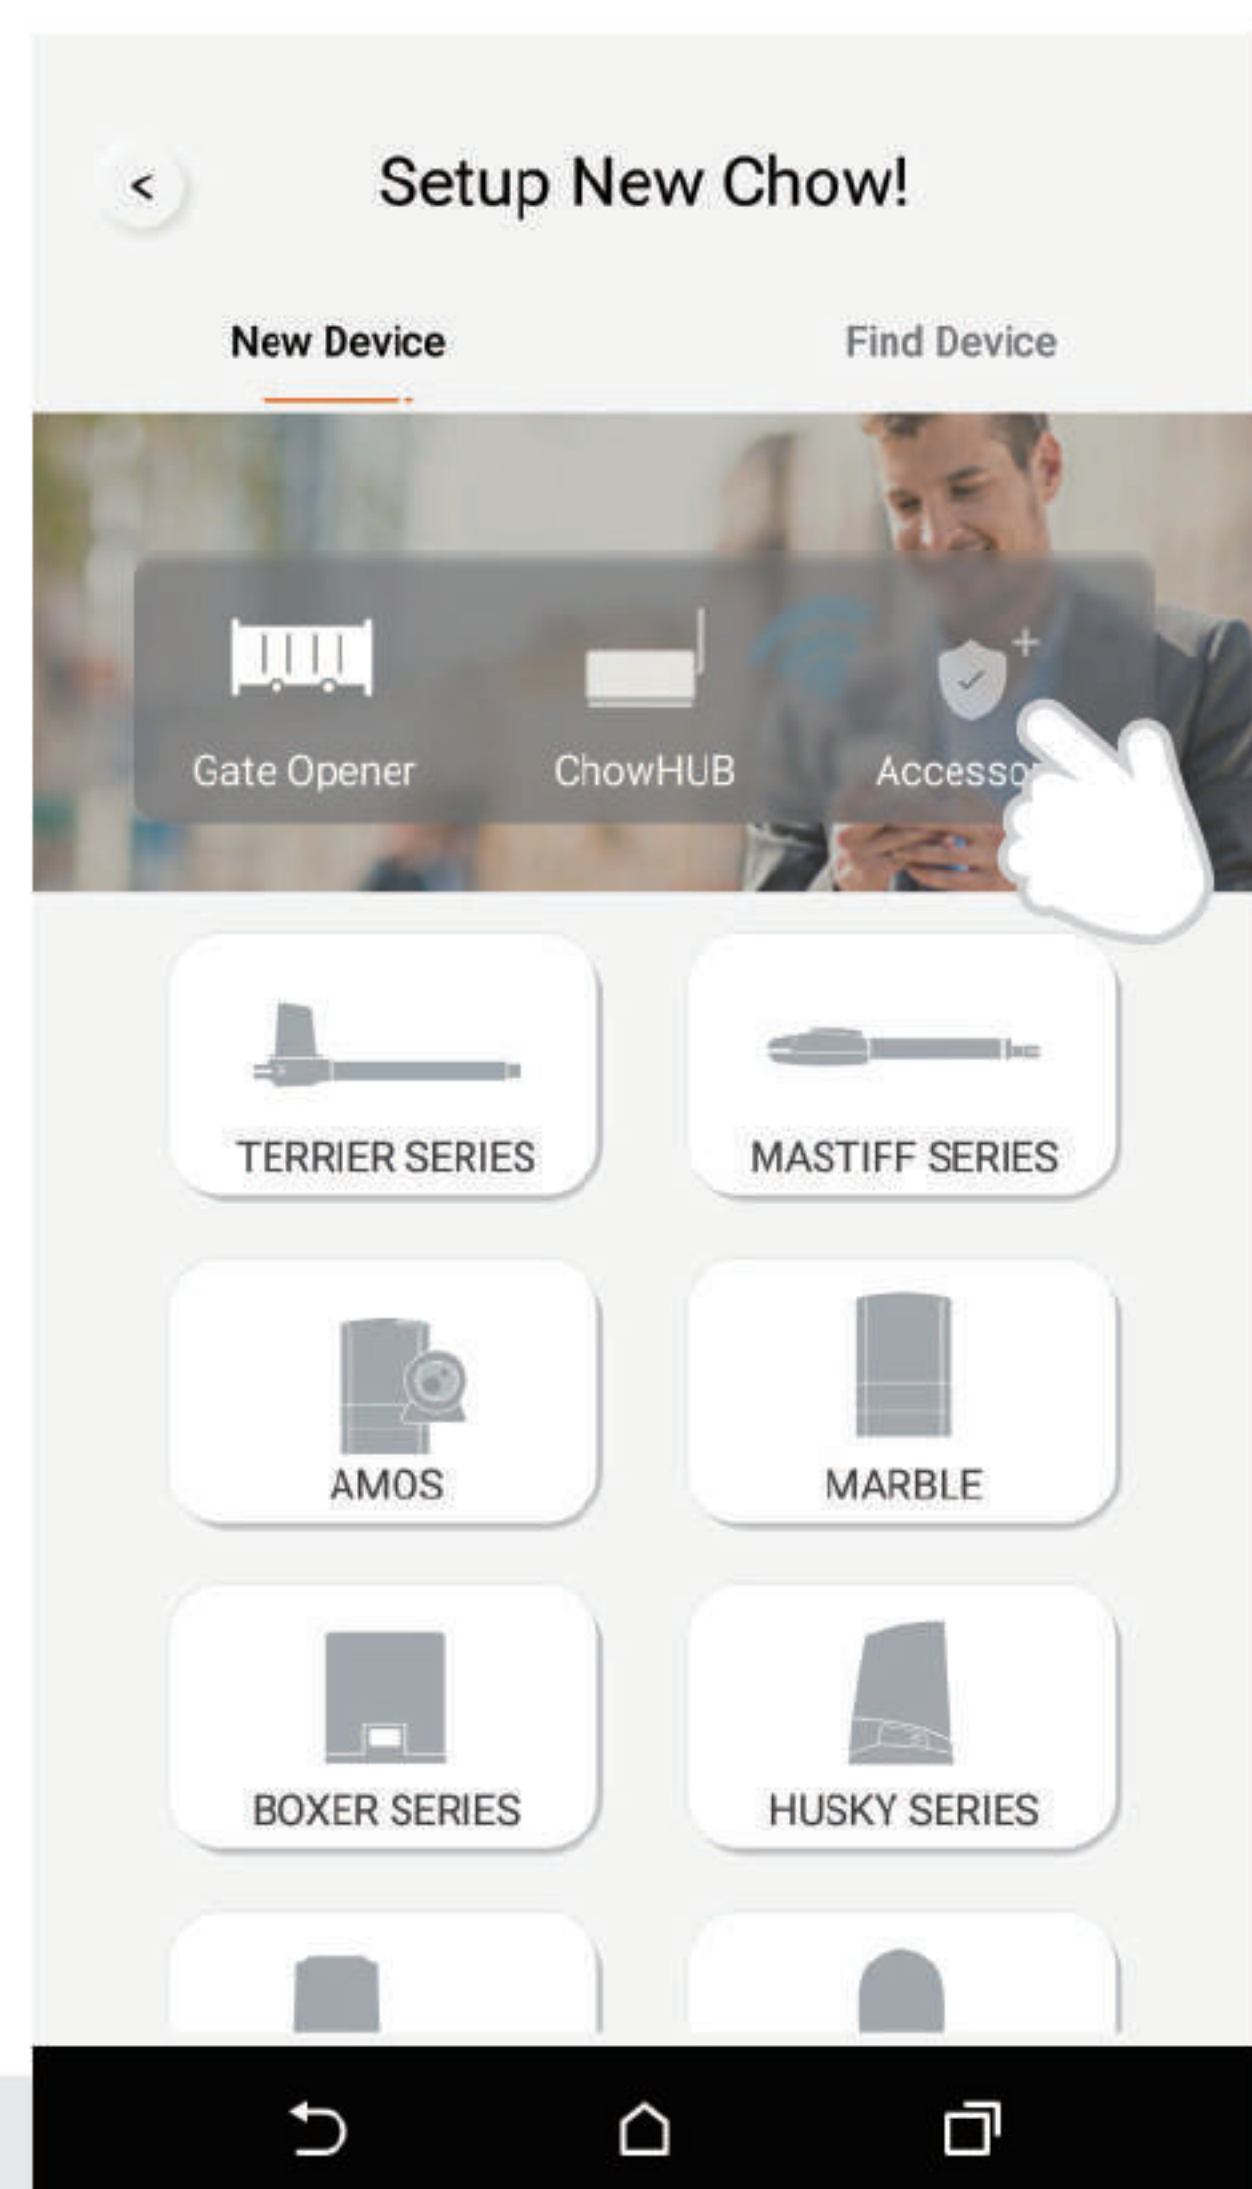 <
Setup New Chow!
New Device
Find Device
Gate Opener
ChowHUB
Accesso
TERRIER SERIES
MASTIFF SERIES
AMOS
MARBLE
BOXER SERIES
HUSKY SERIES